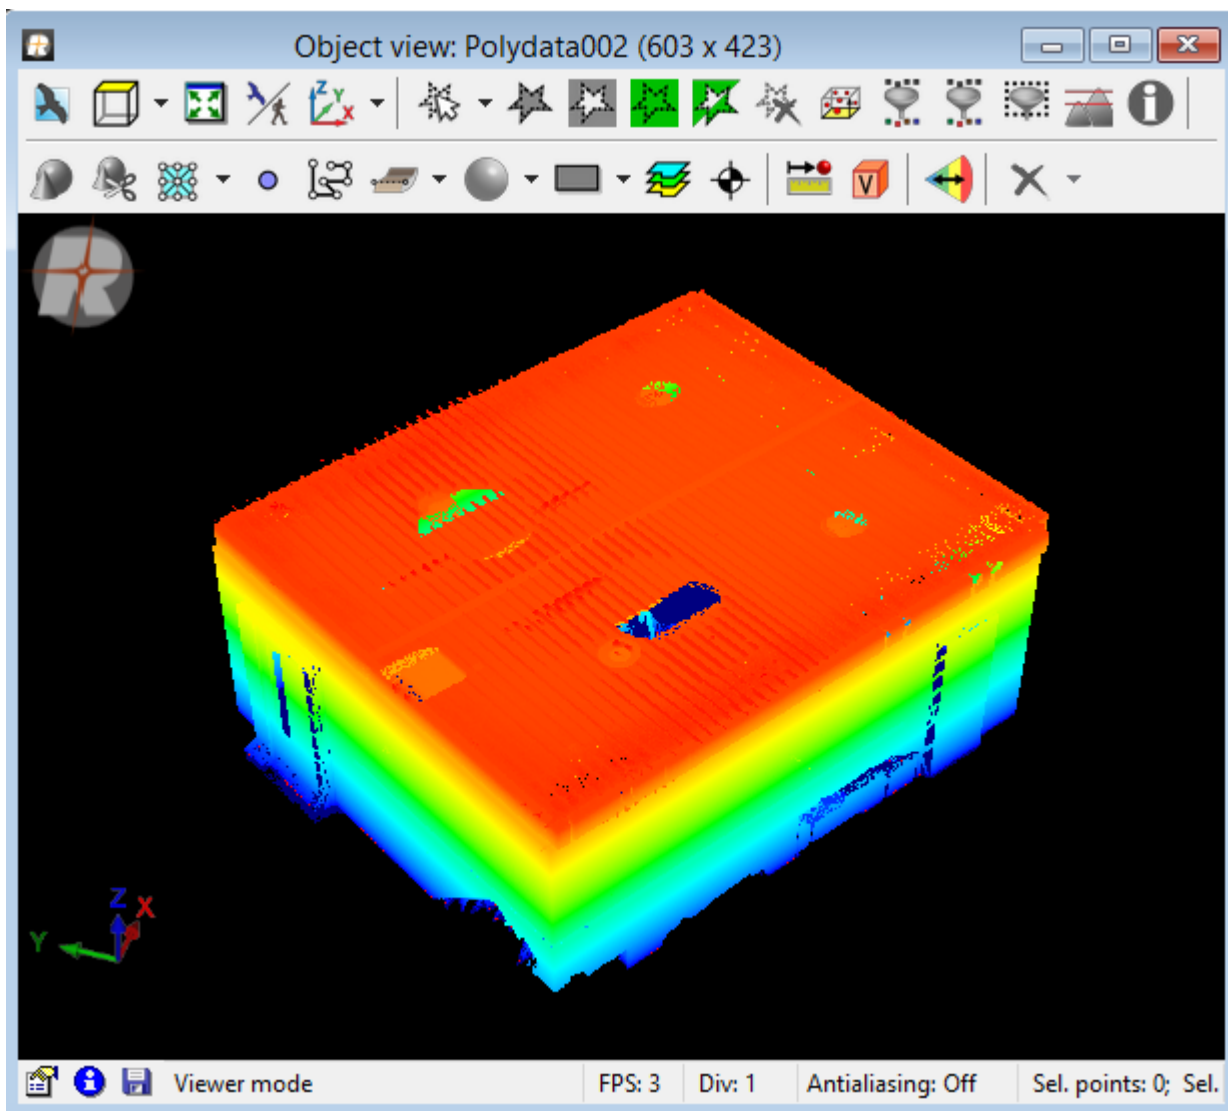 Object view: Polydata002 (603 x 423)
Z
Y
X
V
R
Z
X
Y
Viewer mode
FPS: 3
Div: 1
Antialiasing: Off
Sel. points: 0; Sel.